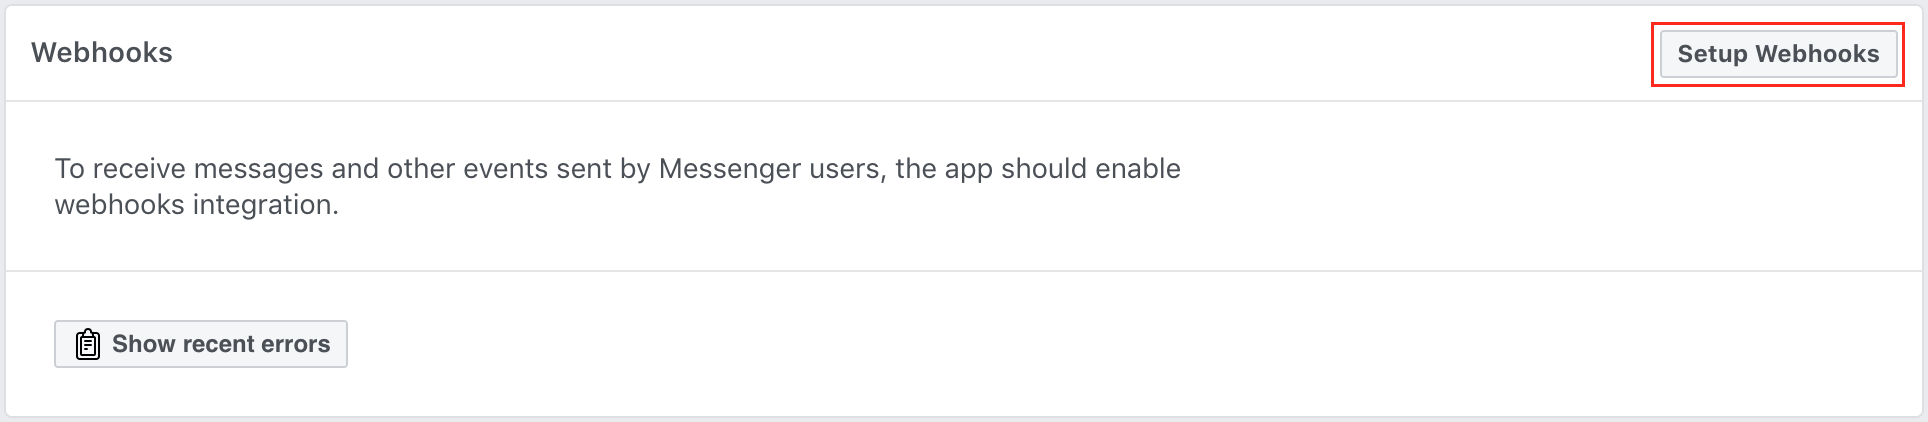 Webhooks
Setup Webhooks
To receive messages and other events sent by Messenger users, the app should enable
webhooks integration.
Show recent errors